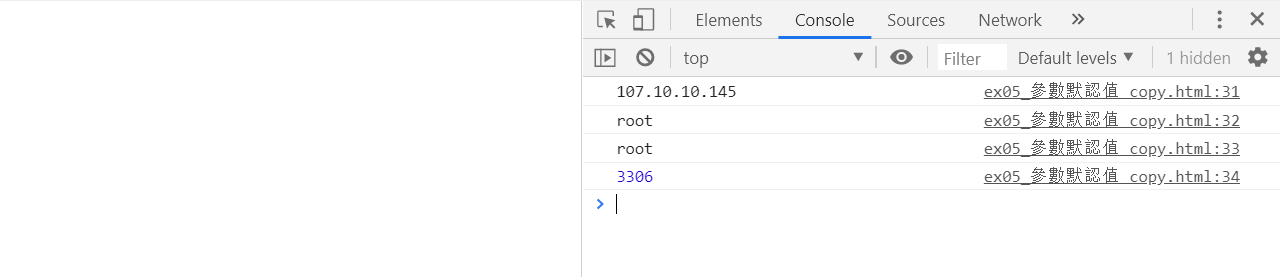 Elements Console Sources Network
top Filter Default levels 1 hidden
107.10.10.145 ex05_參數默認值 copy.html:31
root ex05_參數默認值 copy.html:32
root ex05_參數默認值 copy.html:33
3306 ex05_參數默認值 copy.html:34